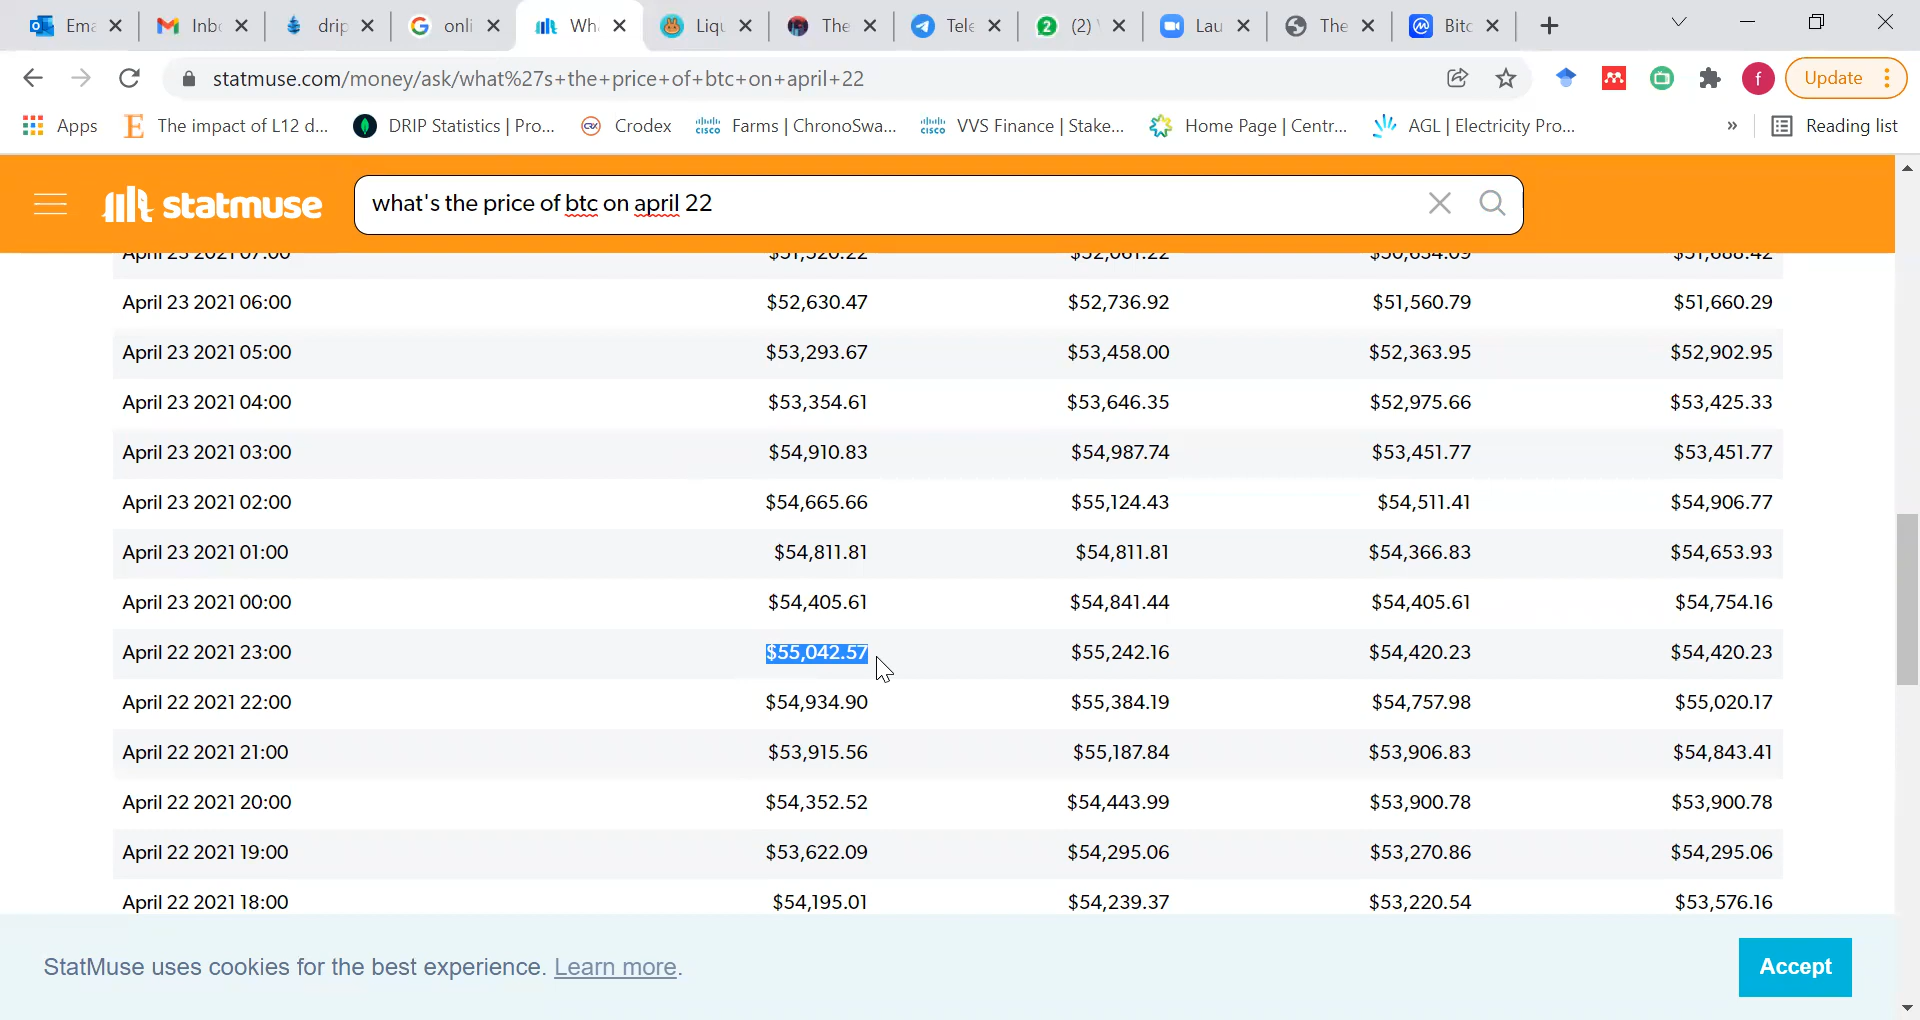 Ema
Inbo
drip
onli
Wha
Liqu
The
Tele
2 (2)
Lau
The
Bitc
statmuse.com/money/ask/what%27s+the+price+of+btc+on+april+22
f
Update
Apps
The impact of L12 d...
DRIP Statistics | Pro...
Crodex
Farms | ChronoSwa...
VVS Finance | Stake...
Home Page | Centr...
AGL | Electricity Pro...
»
Reading list
statmuse
what's the price of btc on april 22
April 23 2021 06:00 $52,630.47 $52,736.92 $51,560.79 $51,660.29
April 23 2021 05:00 $53,293.67 $53,458.00 $52,363.95 $52,902.95
April 23 2021 04:00 $53,354.61 $53,646.35 $52,975.66 $53,425.33
April 23 2021 03:00 $54,910.83 $54,987.74 $53,451.77 $53,451.77
April 23 2021 02:00 $54,665.66 $55,124.43 $54,511.41 $54,906.77
April 23 2021 01:00 $54,811.81 $54,811.81 $54,366.83 $54,653.93
April 23 2021 00:00 $54,405.61 $54,841.44 $54,405.61 $54,754.16
April 22 2021 23:00 $55,042.57 $55,242.16 $54,420.23 $54,420.23
April 22 2021 22:00 $54,934.90 $55,384.19 $54,757.98 $55,020.17
April 22 2021 21:00 $53,915.56 $55,187.84 $53,906.83 $54,843.41
April 22 2021 20:00 $54,352.52 $54,443.99 $53,900.78 $53,900.78
April 22 2021 19:00 $53,622.09 $54,295.06 $53,270.86 $54,295.06
April 22 2021 18:00 $54,195.01 $54,239.37 $53,220.54 $53,576.16
StatMuse uses cookies for the best experience. Learn more.
Accept